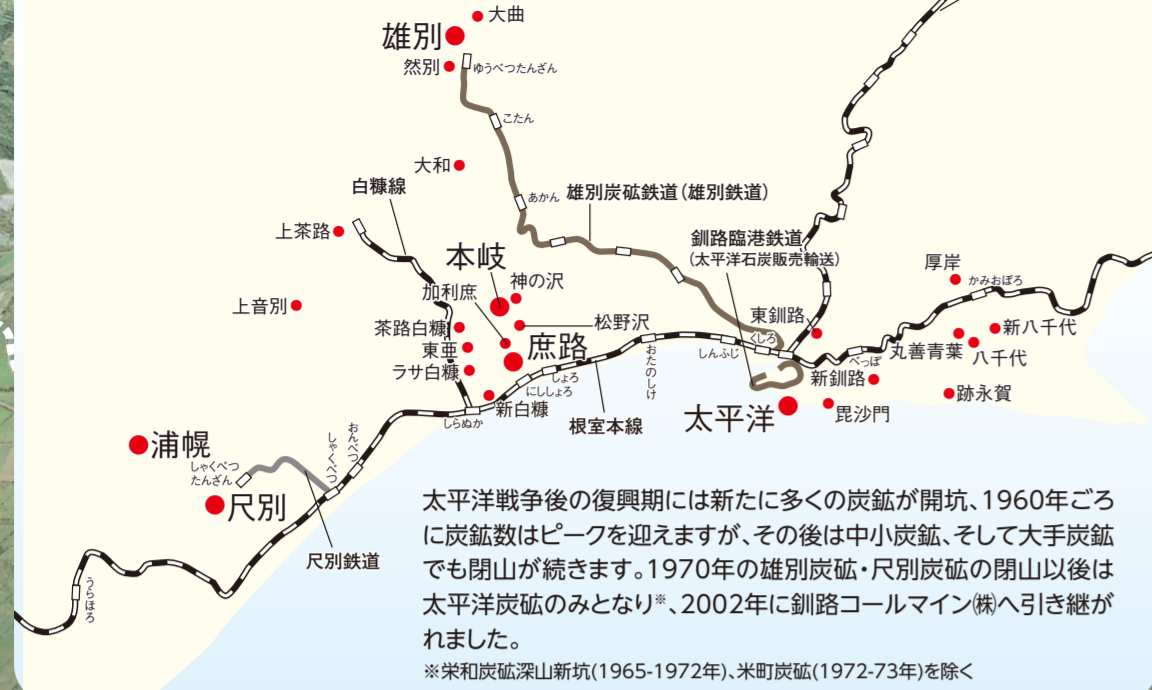 大曲
雄別
然別
ゆうべつたんざん
こたん
大和
白糠線
あかん
雄別炭砿鉄道(雄別鉄道)
上茶路
釧路臨港鉄道
(太平洋石炭販売輸送)
本岐
神の沢
厚岸
かみおぼろ
加利庶
上音別
松野沢
東釧路
新八千代
茶路白糠
庶路
くしろ
丸善青葉
八千代
東亜
おたのしけ
しんふじ
べっぽ
ラサ白糠
しょろ
にししょろ
新釧路
跡永賀
新白糠
太平洋
毘沙門
しらぬか
根室本線
浦幌
おんべつ
しゃくべつ
しゃくべつ
たんざん
尺別
尺別鉄道
うらほろ
太平洋戦争後の復興期には新たに多くの炭鉱が開坑、1960年ごろ
に炭鉱数はピークを迎えますが、その後は中小炭鉱、そして大手炭鉱
でも閉山が続きます。1970年の雄別炭砿・尺別炭砿の閉山以後は
太平洋炭砿のみとなり※、2002年に釧路コールマイン㈱へ引き継が
れました。
※栄和炭砿深山新坑(1965-1972年)、米町炭砿(1972-73年)を除く